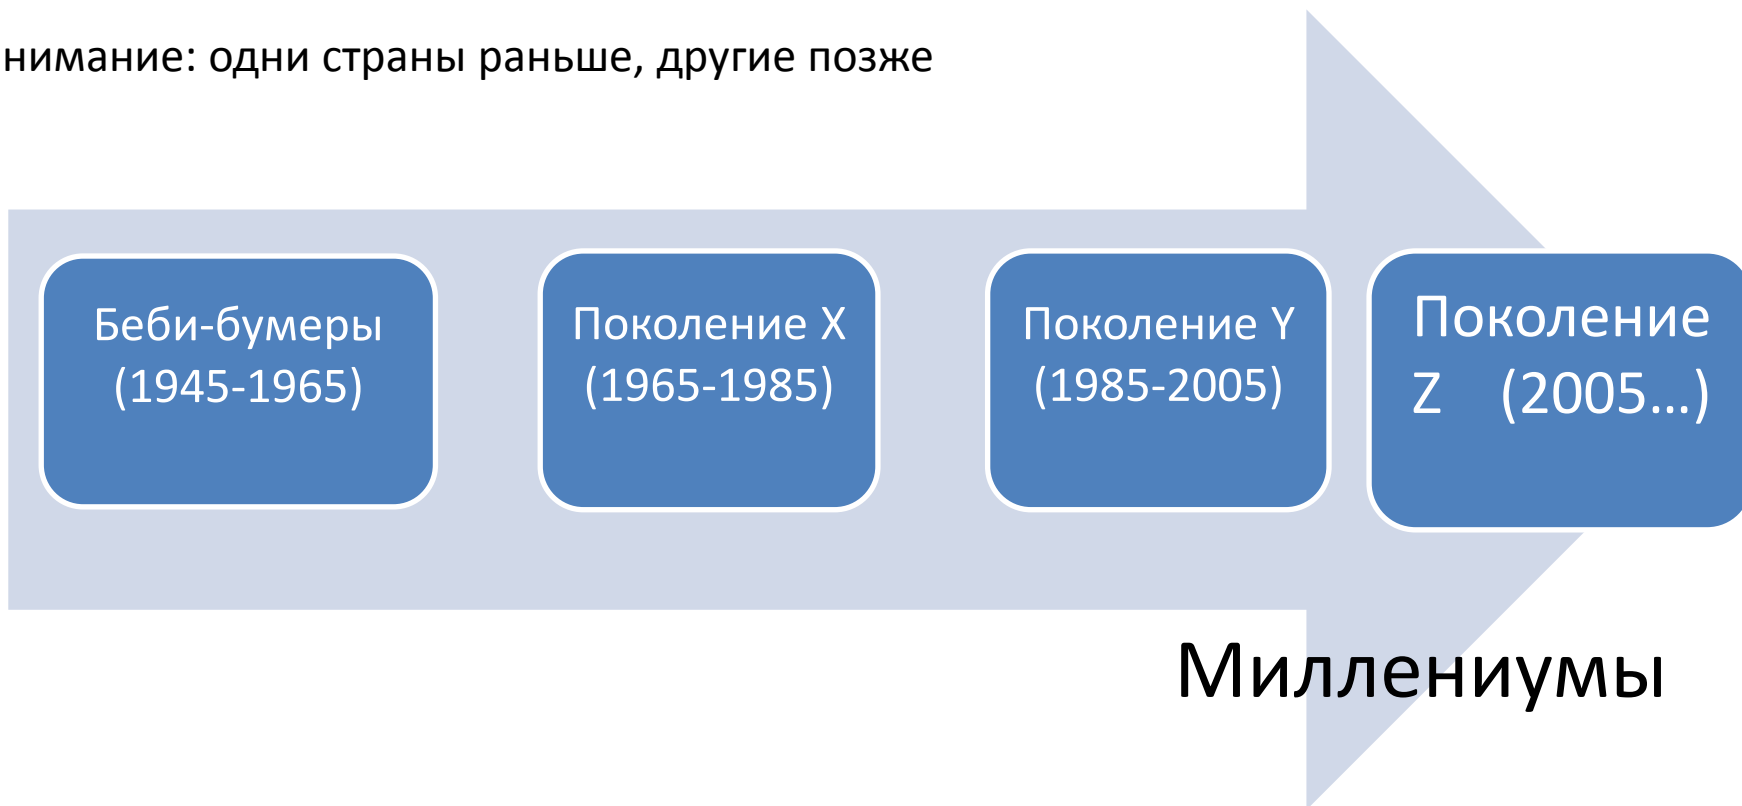 нимание: одни страны раньше, другие позже
Беби-бумеры
(1945-1965)
Поколение X
(1965-1985)
Поколение Y
(1985-2005)
Поколение
Z (2005…)
Миллениумы